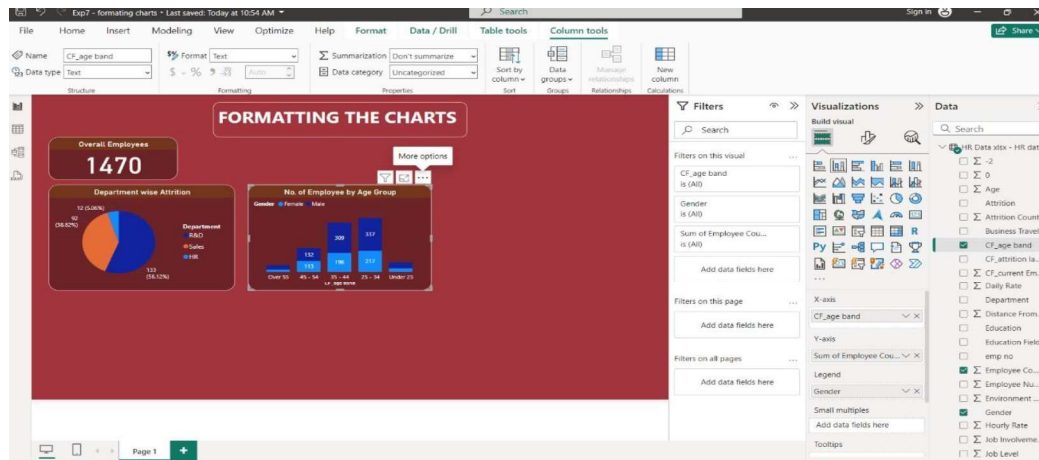 Exp7 - formating charts • Last saved: Today at 10:54 AM
Search
Sign in
File Home Insert Modeling View Optimize Help Format Data / Drill Table tools Column tools
Share
Name CF_age band
Data type Text
Structure
Format Text
$ % Auto
Formatting
Summarization Don't summarize
Data category Uncategorized
Properties
Sort by column
Sort
Data groups
Groups
Manage relationships
Relationships
New column
Calculations
FORMATTING THE CHARTS
Overall Employees
1470
More options
Department wise Attrition
12 (5.06%)
92
(38.82%)
133
(56.12%)
Department
R&D
Sales
HR
No. of Employee by Age Group
Gender Female Male
132
113
309
196
337
217
Over 55 45 - 54 35 - 44 25 - 34 Under 25
CF_age band
Filters
Search
Filters on this visual
CF_age band
is (All)
Gender
is (All)
Sum of Employee Cou...
is (All)
Add data fields here
Filters on this page
Add data fields here
Filters on all pages
Add data fields here
Visualizations
Build visual
R
Py
X-axis
CF_age band
Y-axis
Sum of Employee Cou...
Legend
Gender
Small multiples
Add data fields here
Tooltips
Data
Search
HR Data xlsx - HR dat
∑ -2
∑ 0
∑ Age
Attrition
∑ Attrition Count
Business Travel
CF_age band
CF_attrition la...
∑ CF_current Em...
∑ Daily Rate
Department
∑ Distance From...
Education
Education Field
emp no
∑ Employee Co...
∑ Employee Nu...
∑ Environment ...
Gender
∑ Hourly Rate
∑ Job Involveme...
∑ Job Level
Page 1